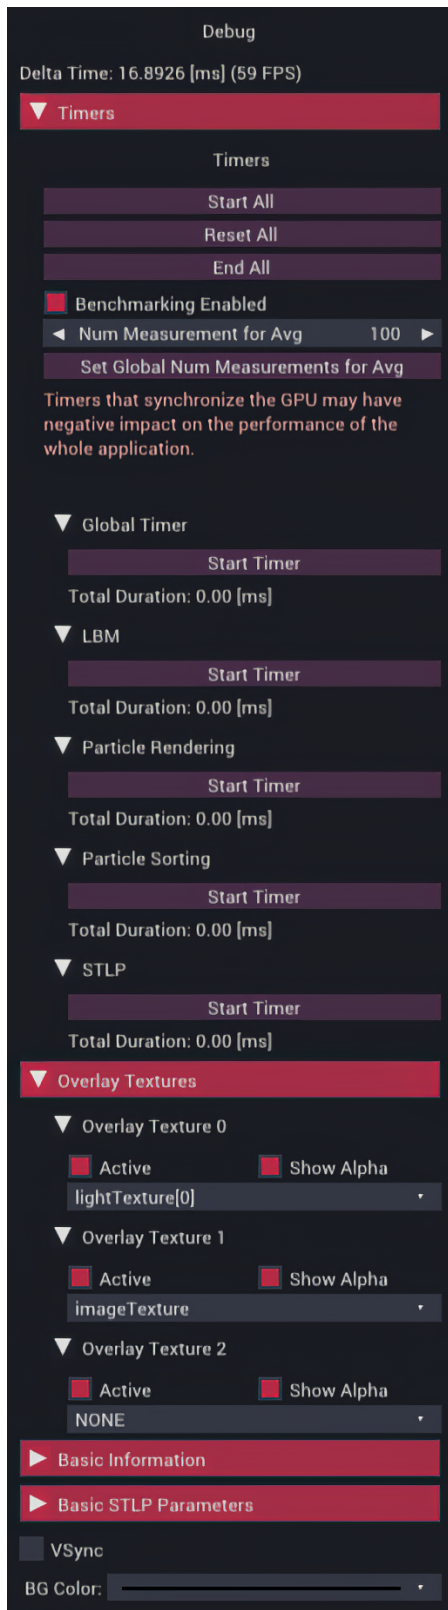 Debug
Delta Time: 16.8926 [ms] (59 FPS)
Timers
Timers
Start All
Reset All
End All
Benchmarking Enabled
Num Measurement for Avg 100
Set Global Num Measurements for Avg
Timers that synchronize the GPU may have
negative impact on the performance of the
whole application.
Global Timer
Start Timer
Total Duration: 0.00 [ms]
LBM
Start Timer
Total Duration: 0.00 [ms]
Particle Rendering
Start Timer
Total Duration: 0.00 [ms]
Particle Sorting
Start Timer
Total Duration: 0.00 [ms]
STLP
Start Timer
Total Duration: 0.00 [ms]
Overlay Textures
Overlay Texture 0
Active Show Alpha
lightTexture[0]
Overlay Texture 1
Active Show Alpha
imageTexture
Overlay Texture 2
Active Show Alpha
NONE
Basic Information
Basic STLP Parameters
VSync
BG Color: